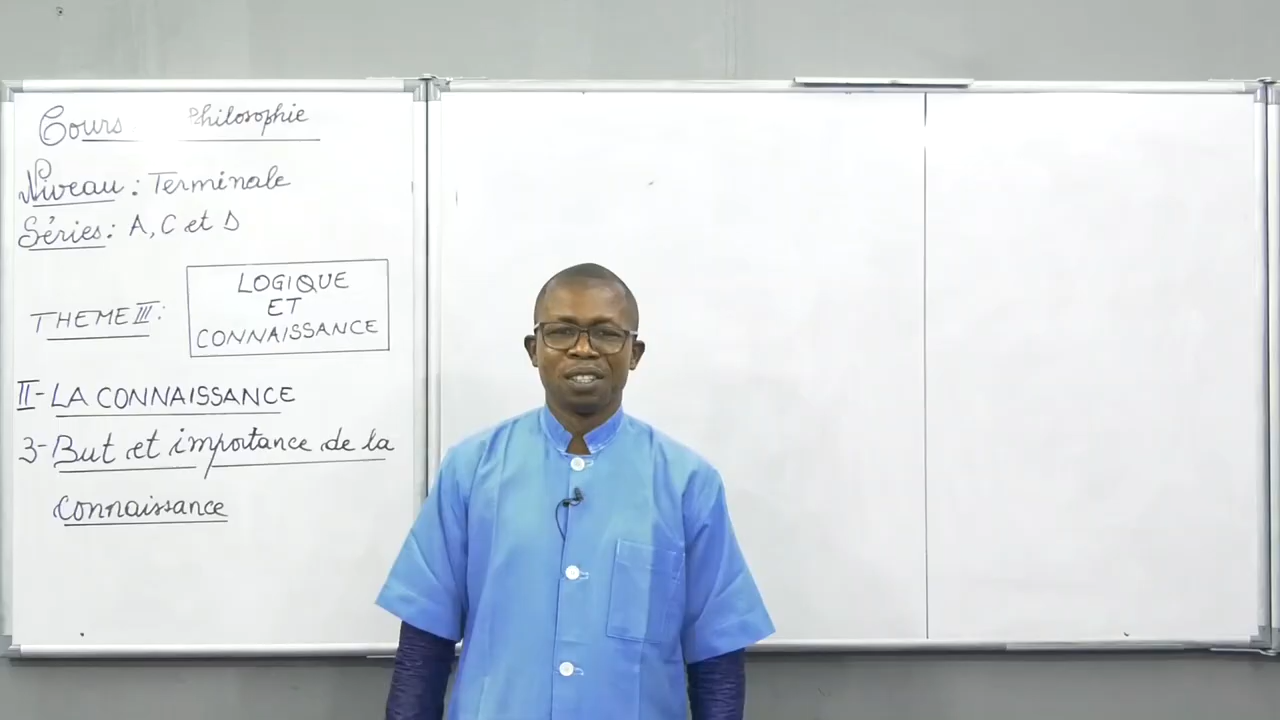 Cours Philosophie
Niveau : Terminale
Séries : A, C et D
THEME III :
LOGIQUE
ET
CONNAISSANCE
II- LA CONNAISSANCE
3- But et importance de la
connaissance